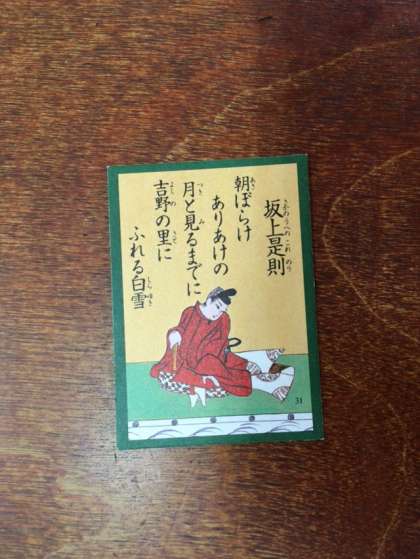 坂上是則
朝ぼらけ
ありあけの
月と見るまでに
吉野の里に
ふれる白雪
31